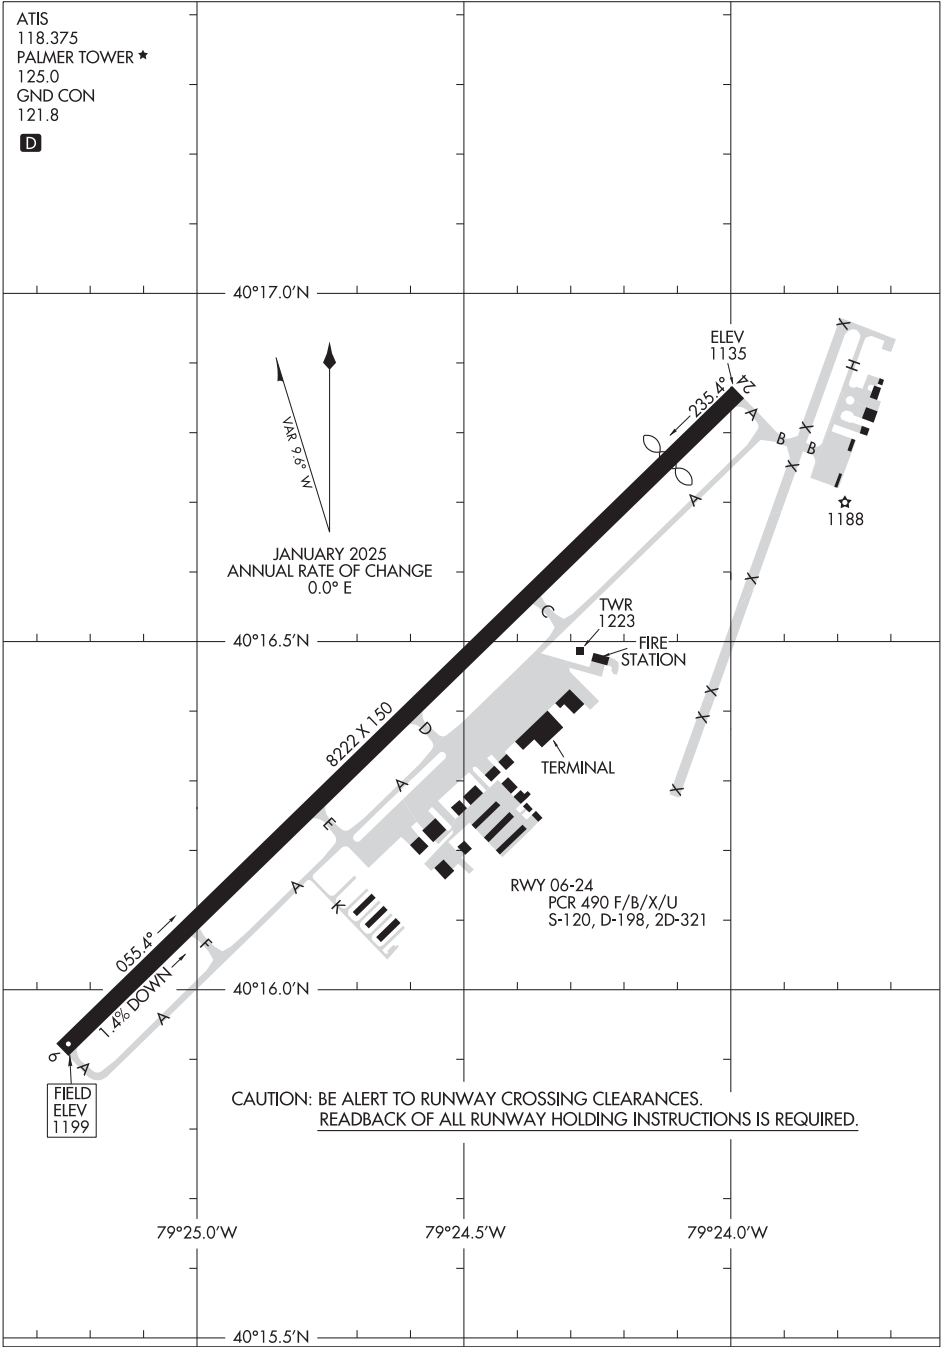 ATIS
118.375
PALMER TOWER ★
125.0
GND CON
121.8
D
40°17.0'N
VAR 9.6° W
JANUARY 2025
ANNUAL RATE OF CHANGE
0.0° E
ELEV
1135
24
235.4°
A
B
X
B
X
X
H
1188
A
X
C
TWR
1223
40°16.5'N
FIRE
STATION
X
X
X
8222 X 150
D
TERMINAL
A
E
A
K
RWY 06-24
PCR 490 F/B/X/U
S-120, D-198, 2D-321
F
055.4°
1.4% DOWN
A
40°16.0'N
6
A
FIELD
ELEV
1199
CAUTION: BE ALERT TO RUNWAY CROSSING CLEARANCES.
READBACK OF ALL RUNWAY HOLDING INSTRUCTIONS IS REQUIRED.
79°25.0'W
79°24.5'W
79°24.0'W
40°15.5'N